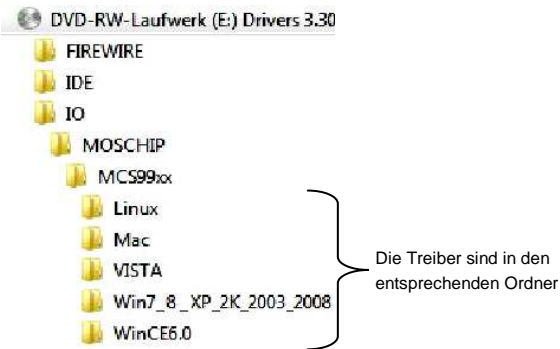 DVD-RW-Laufwerk (E:) Drivers 3.30
FIREWIRE
IDE
IO
MOSCHIP
MCS99xx
Linux
Mac
VISTA
Win7_8_XP_2K_2003_2008
WinCE6.0
Die Treiber sind in den
entsprechenden Ordner